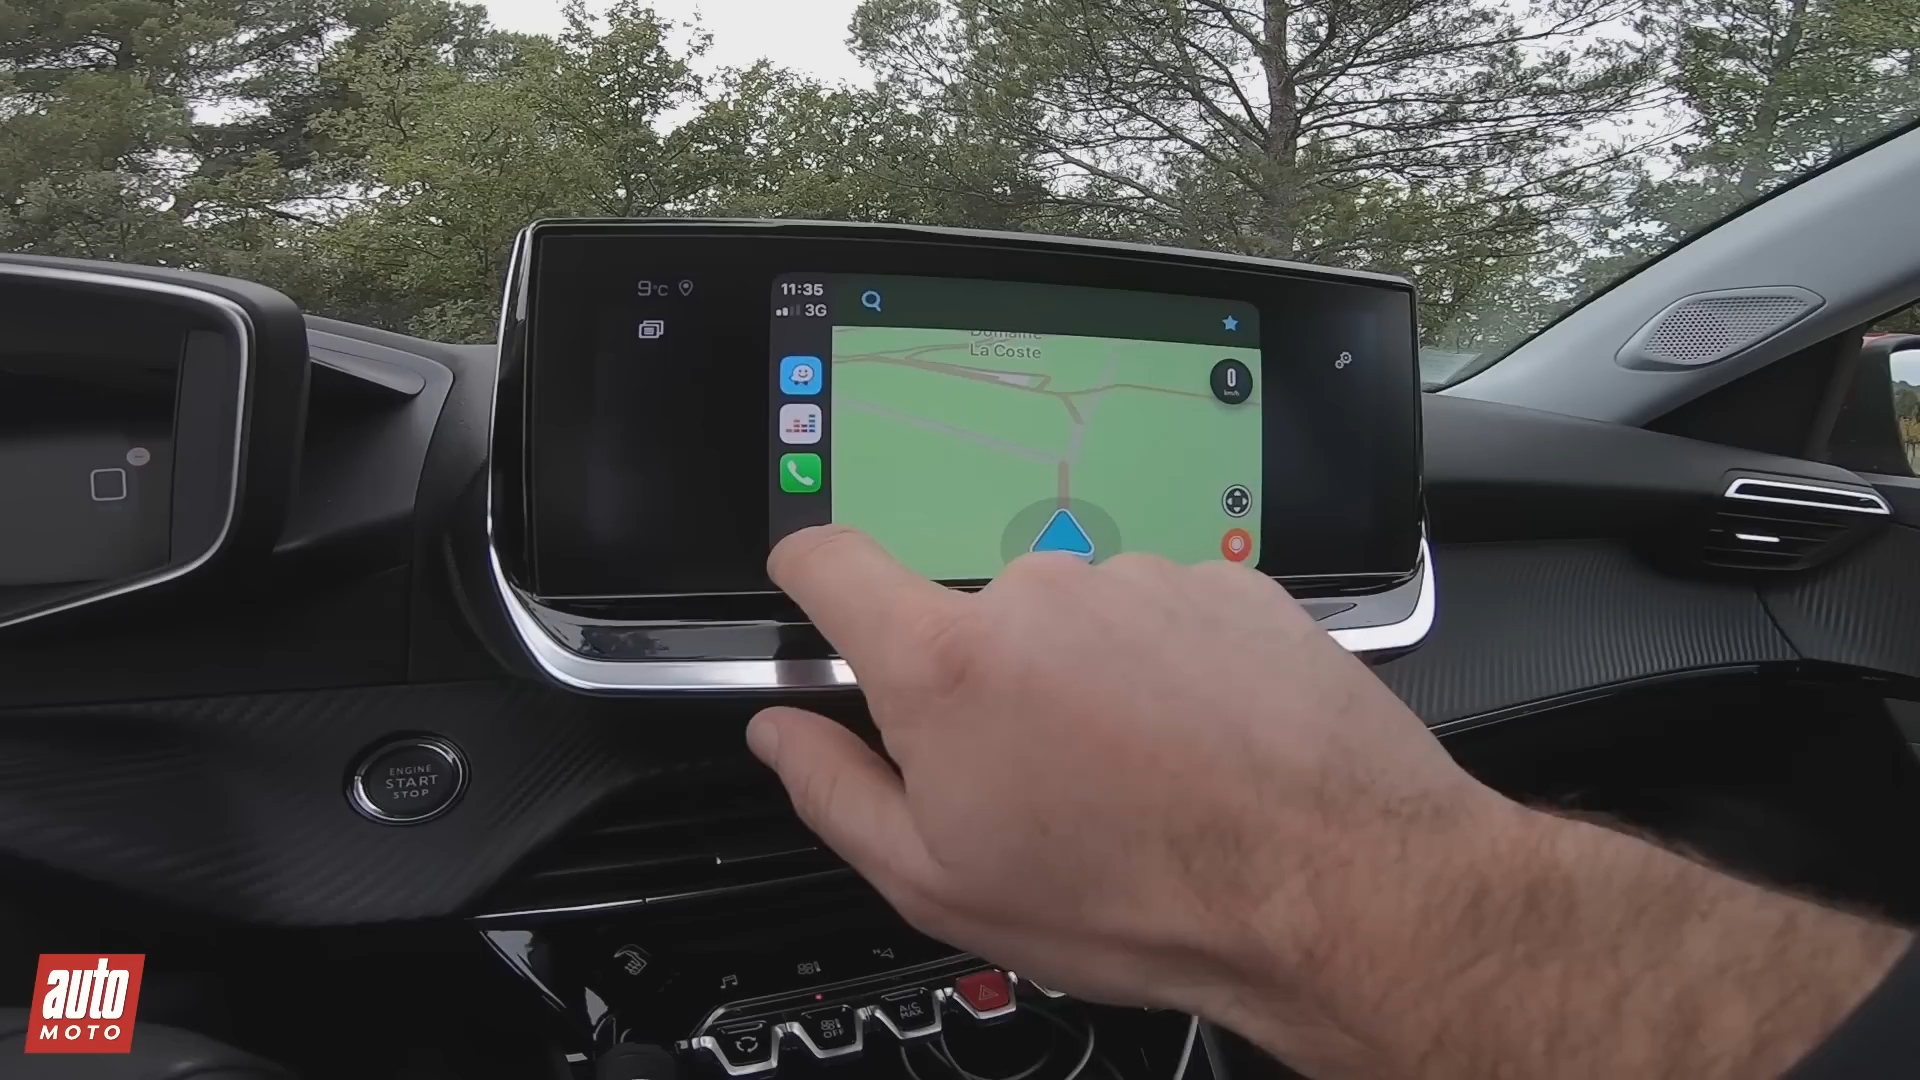 9°C
11:35
3G
Domaine
La Coste
0
km/h
ENGINE
START
STOP
OFF
A/C
MAX
auto
MOTO